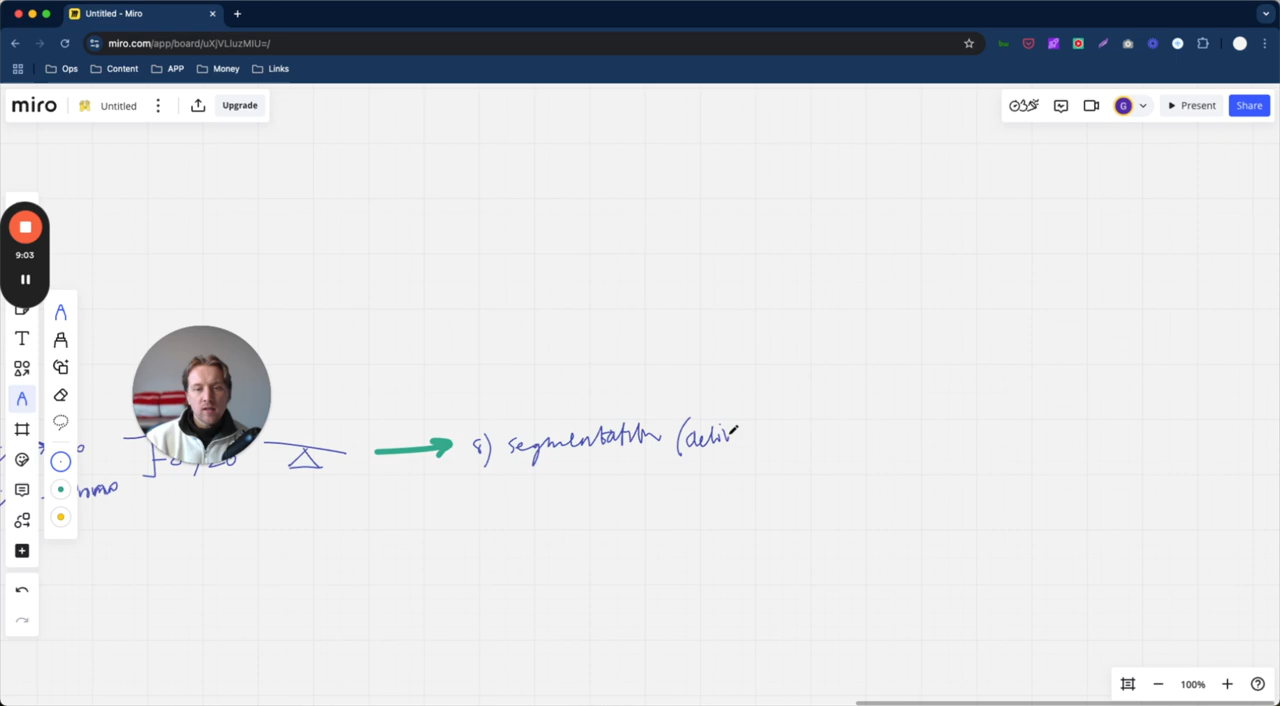 Untitled - Miro
miro.com/app/board/uXjVLIuzMIU=/
Ops
Content
APP
Money
Links
miro
Untitled
Upgrade
G
Present
Share
9:03
8) segmentation (deliv
100%